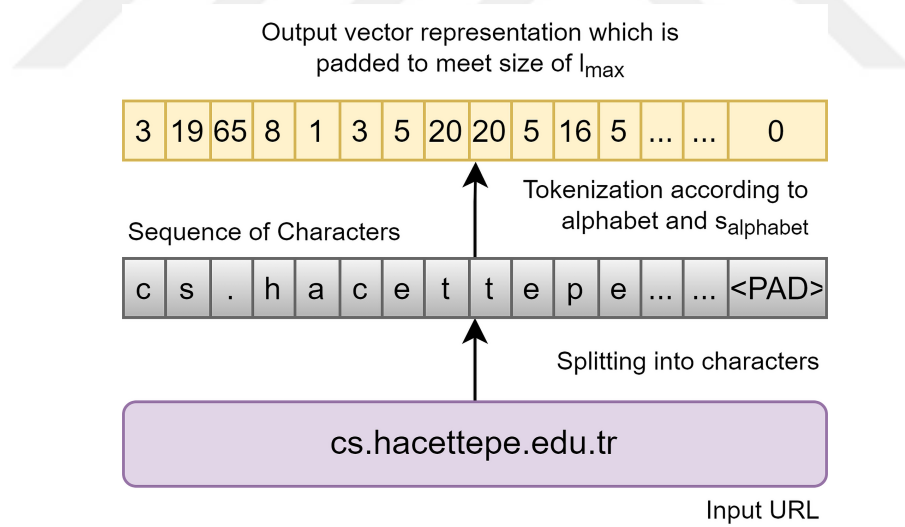 Output vector representation which is
padded to meet size of lmax
3 19 65 8 1 3 5 20 20 5 16 5 ... ... 0
Tokenization according to
alphabet and salphabet
Sequence of Characters
c s . h a c e t t e p e ... ... <PAD>
Splitting into characters
cs.hacettepe.edu.tr
Input URL